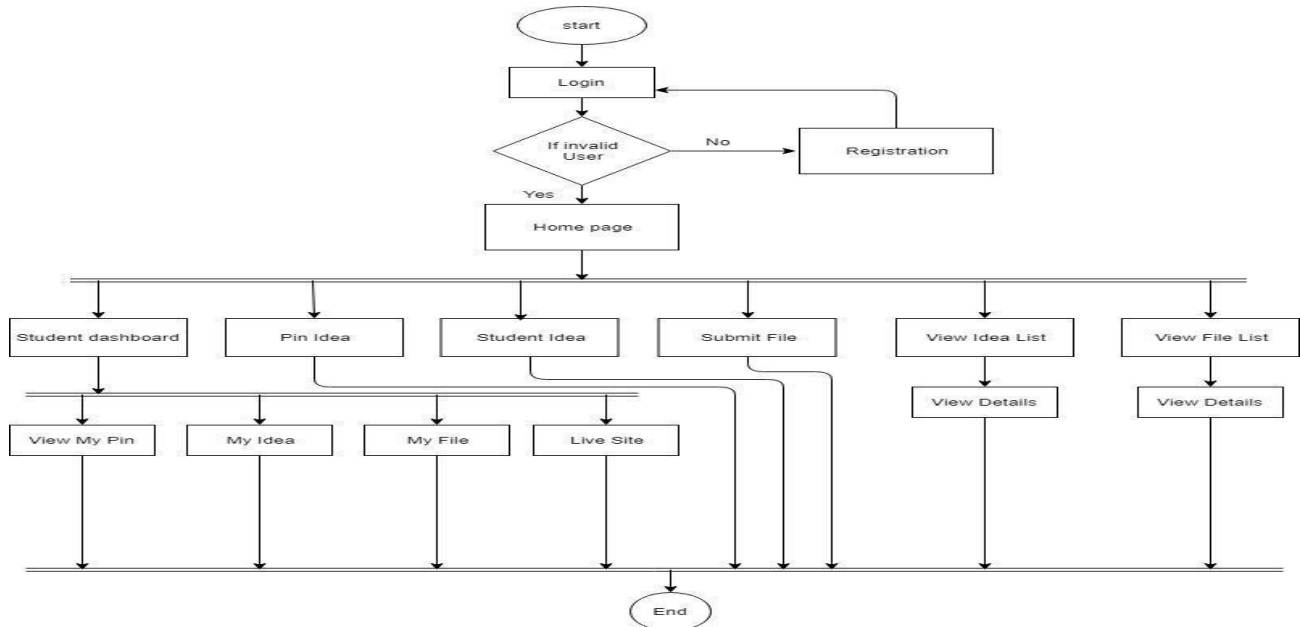 start
Login
If invalid
User
No
Registration
Yes
Home page
Student dashboard
Pin Idea
Student Idea
Submit File
View Idea List
View File List
View Details
View Details
View My Pin
My Idea
My File
Live Site
End